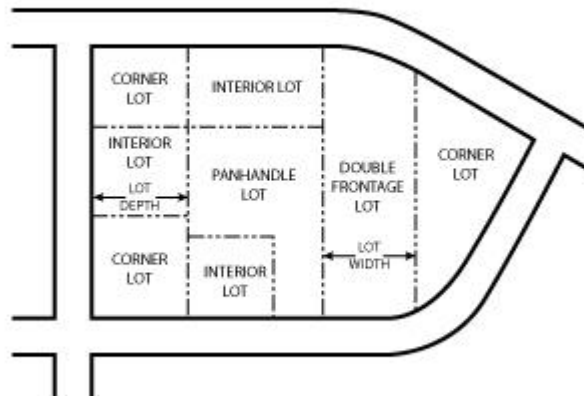 CORNER
LOT
INTERIOR LOT
INTERIOR
LOT
LOT
DEPTH
PANHANDLE
LOT
DOUBLE
FRONTAGE
LOT
CORNER
LOT
CORNER
LOT
INTERIOR
LOT
LOT
WIDTH